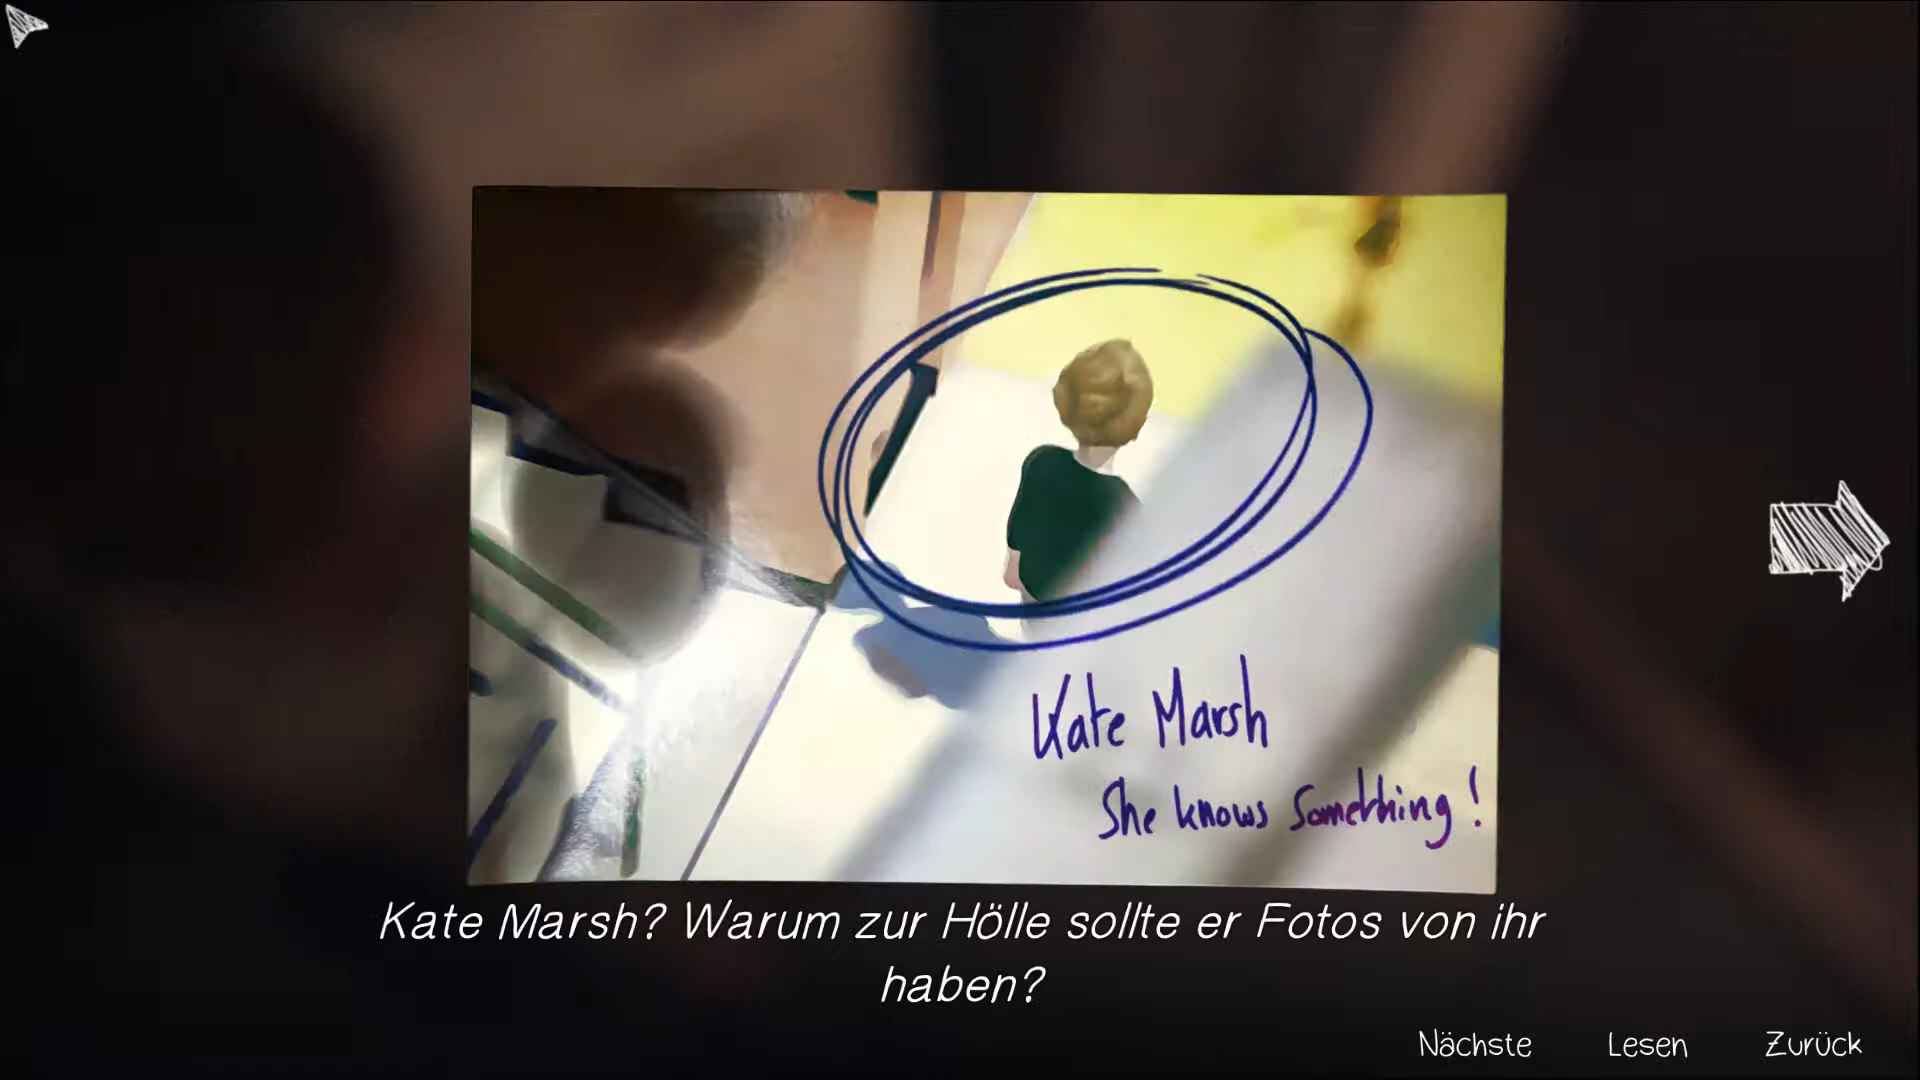 Kate Marsh
She knows Something!
Kate Marsh? Warum zur Hölle sollte er Fotos von ihr
haben?
Nächste Lesen Zurück